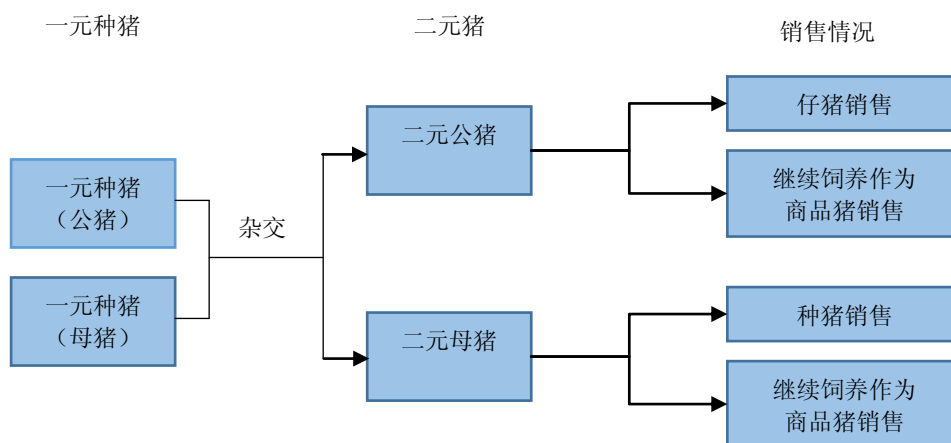 一元种猪
二元猪
销售情况
一元种猪
（公猪）
一元种猪
（母猪）
杂交
二元公猪
二元母猪
仔猪销售
继续饲养作为
商品猪销售
种猪销售
继续饲养作为
商品猪销售